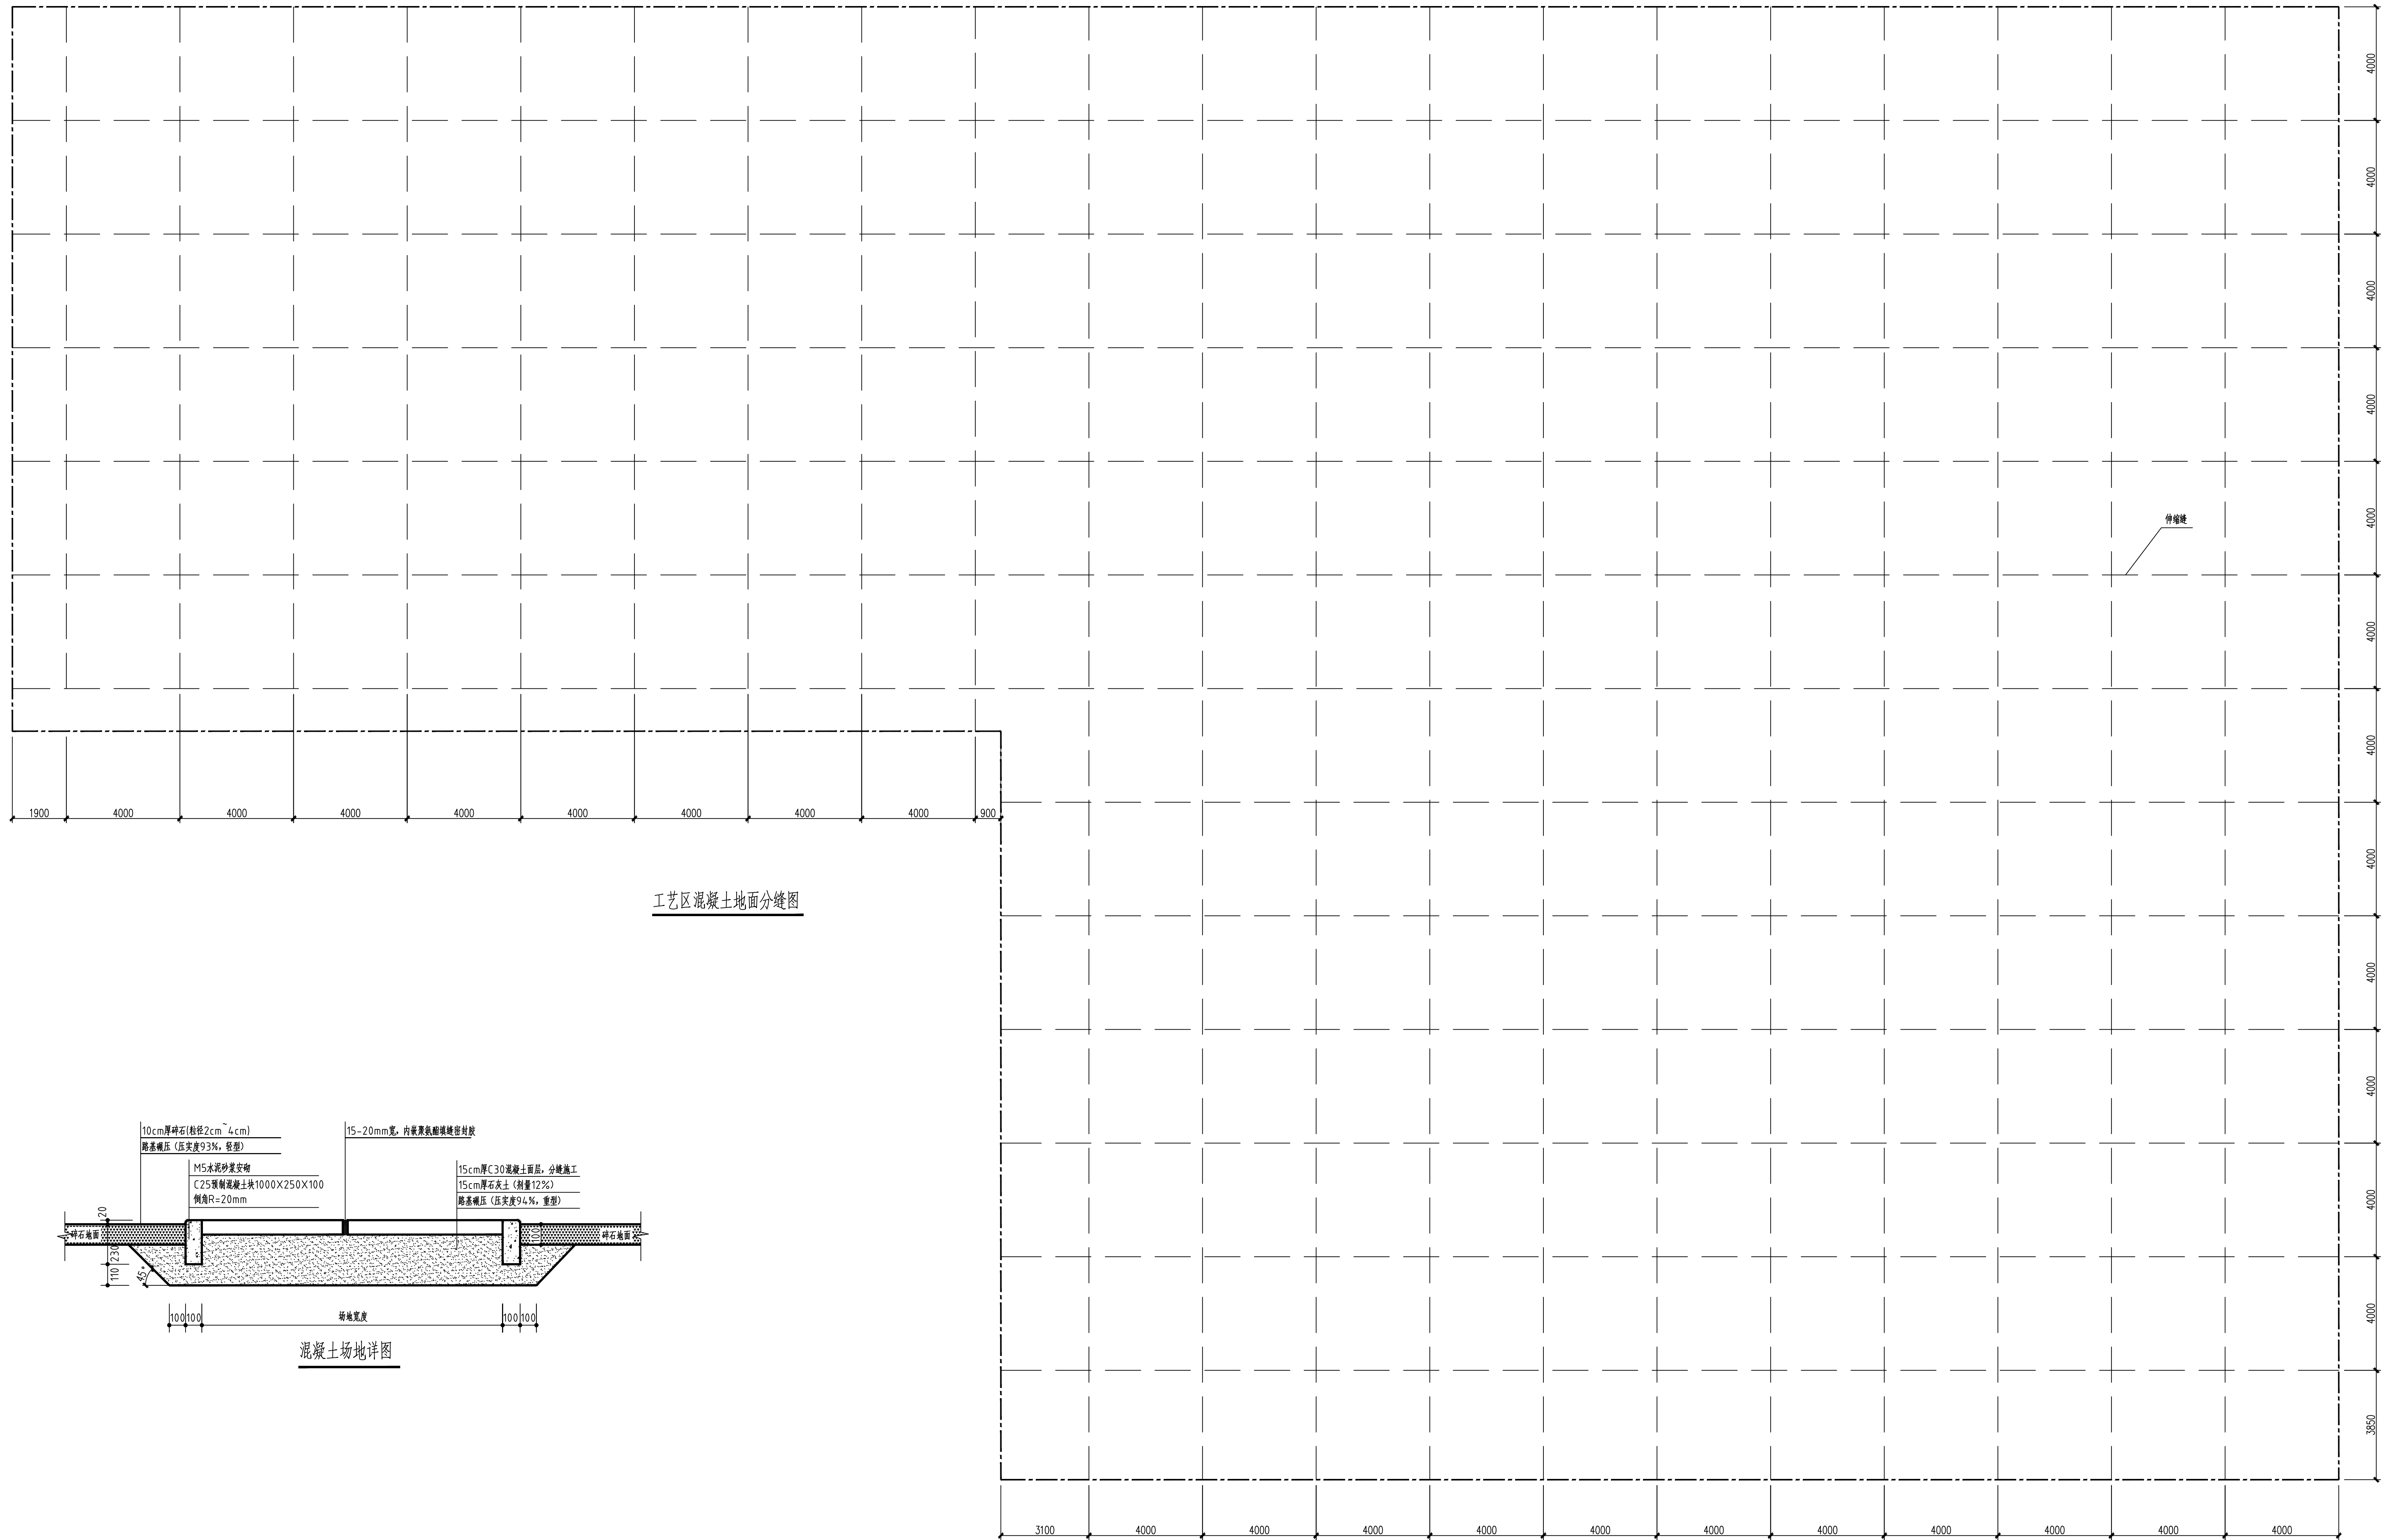 4000
4000
4000
4000
4000
伸缩缝
4000
4000
1900 4000 4000 4000 4000 4000 4000 4000 4000 900
4000
4000
4000
4000
4000
3850
工艺区混凝土地面分缝图
10cm厚碎石(粒径2cm~4cm)
路基碾压（压实度93%，轻型）
M5水泥砂浆安砌
C25预制混凝土块1000X250X100
倒角R=20mm
15-20mm宽，内嵌聚氨酯填缝密封胶
15cm厚C30混凝土面层，分缝施工
15cm厚石灰土（剂量12%）
路基碾压（压实度94%，重型）
20
碎石地面
230
110
45°
100
碎石地面
100 100 场地宽度 100 100
混凝土场地详图
3100 4000 4000 4000 4000 4000 4000 4000 4000 4000 4000 4000